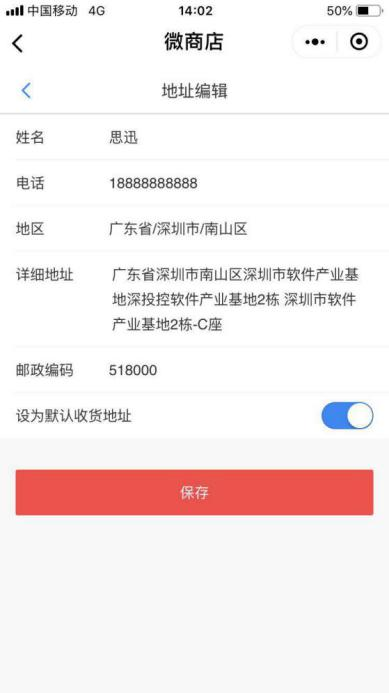 中国移动 4G 14:02 50%
微商店
地址编辑
姓名 思迅
电话 18888888888
地区 广东省/深圳市/南山区
详细地址 广东省深圳市南山区深圳市软件产业基
地深投控软件产业基地2栋 深圳市软件
产业基地2栋-C座
邮政编码 518000
设为默认收货地址
保存